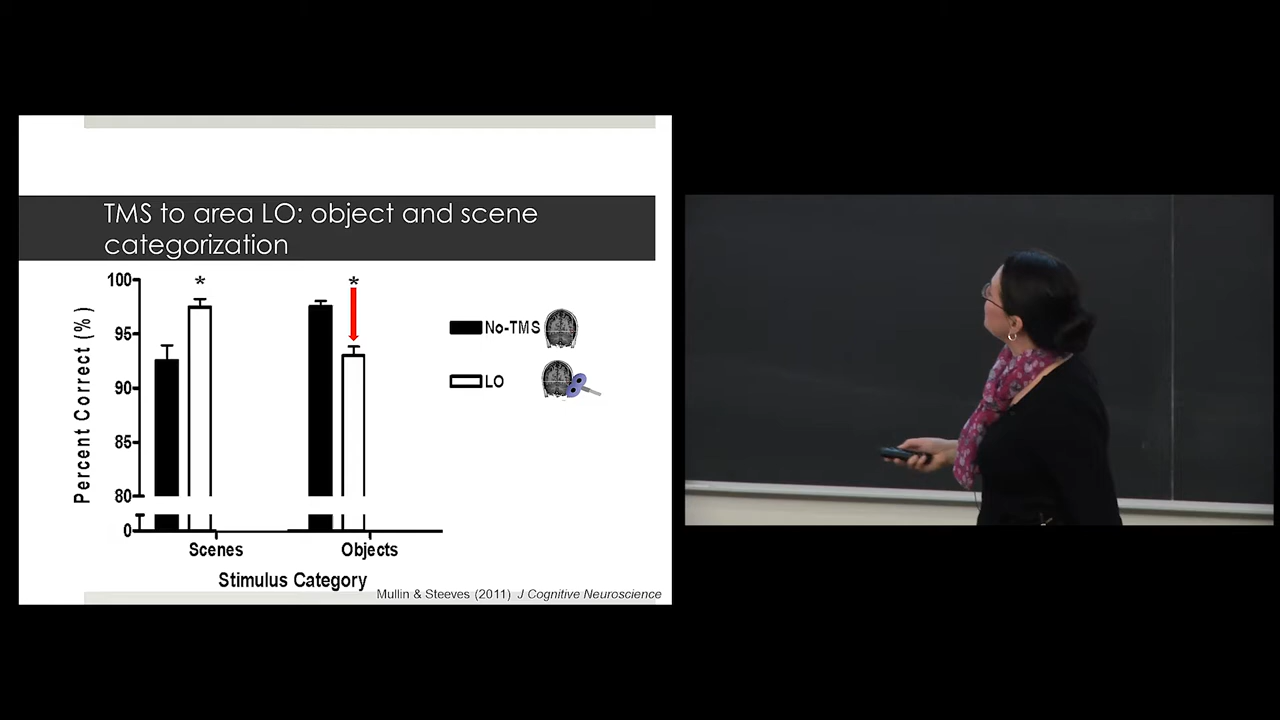 TMS to area LO: object and scene
categorization
100
95
90
85
80
0
Percent Correct (%)
*
*
No-TMS
LO
Scenes
Objects
Stimulus Category
Mullin & Steeves (2011) J Cognitive Neuroscience